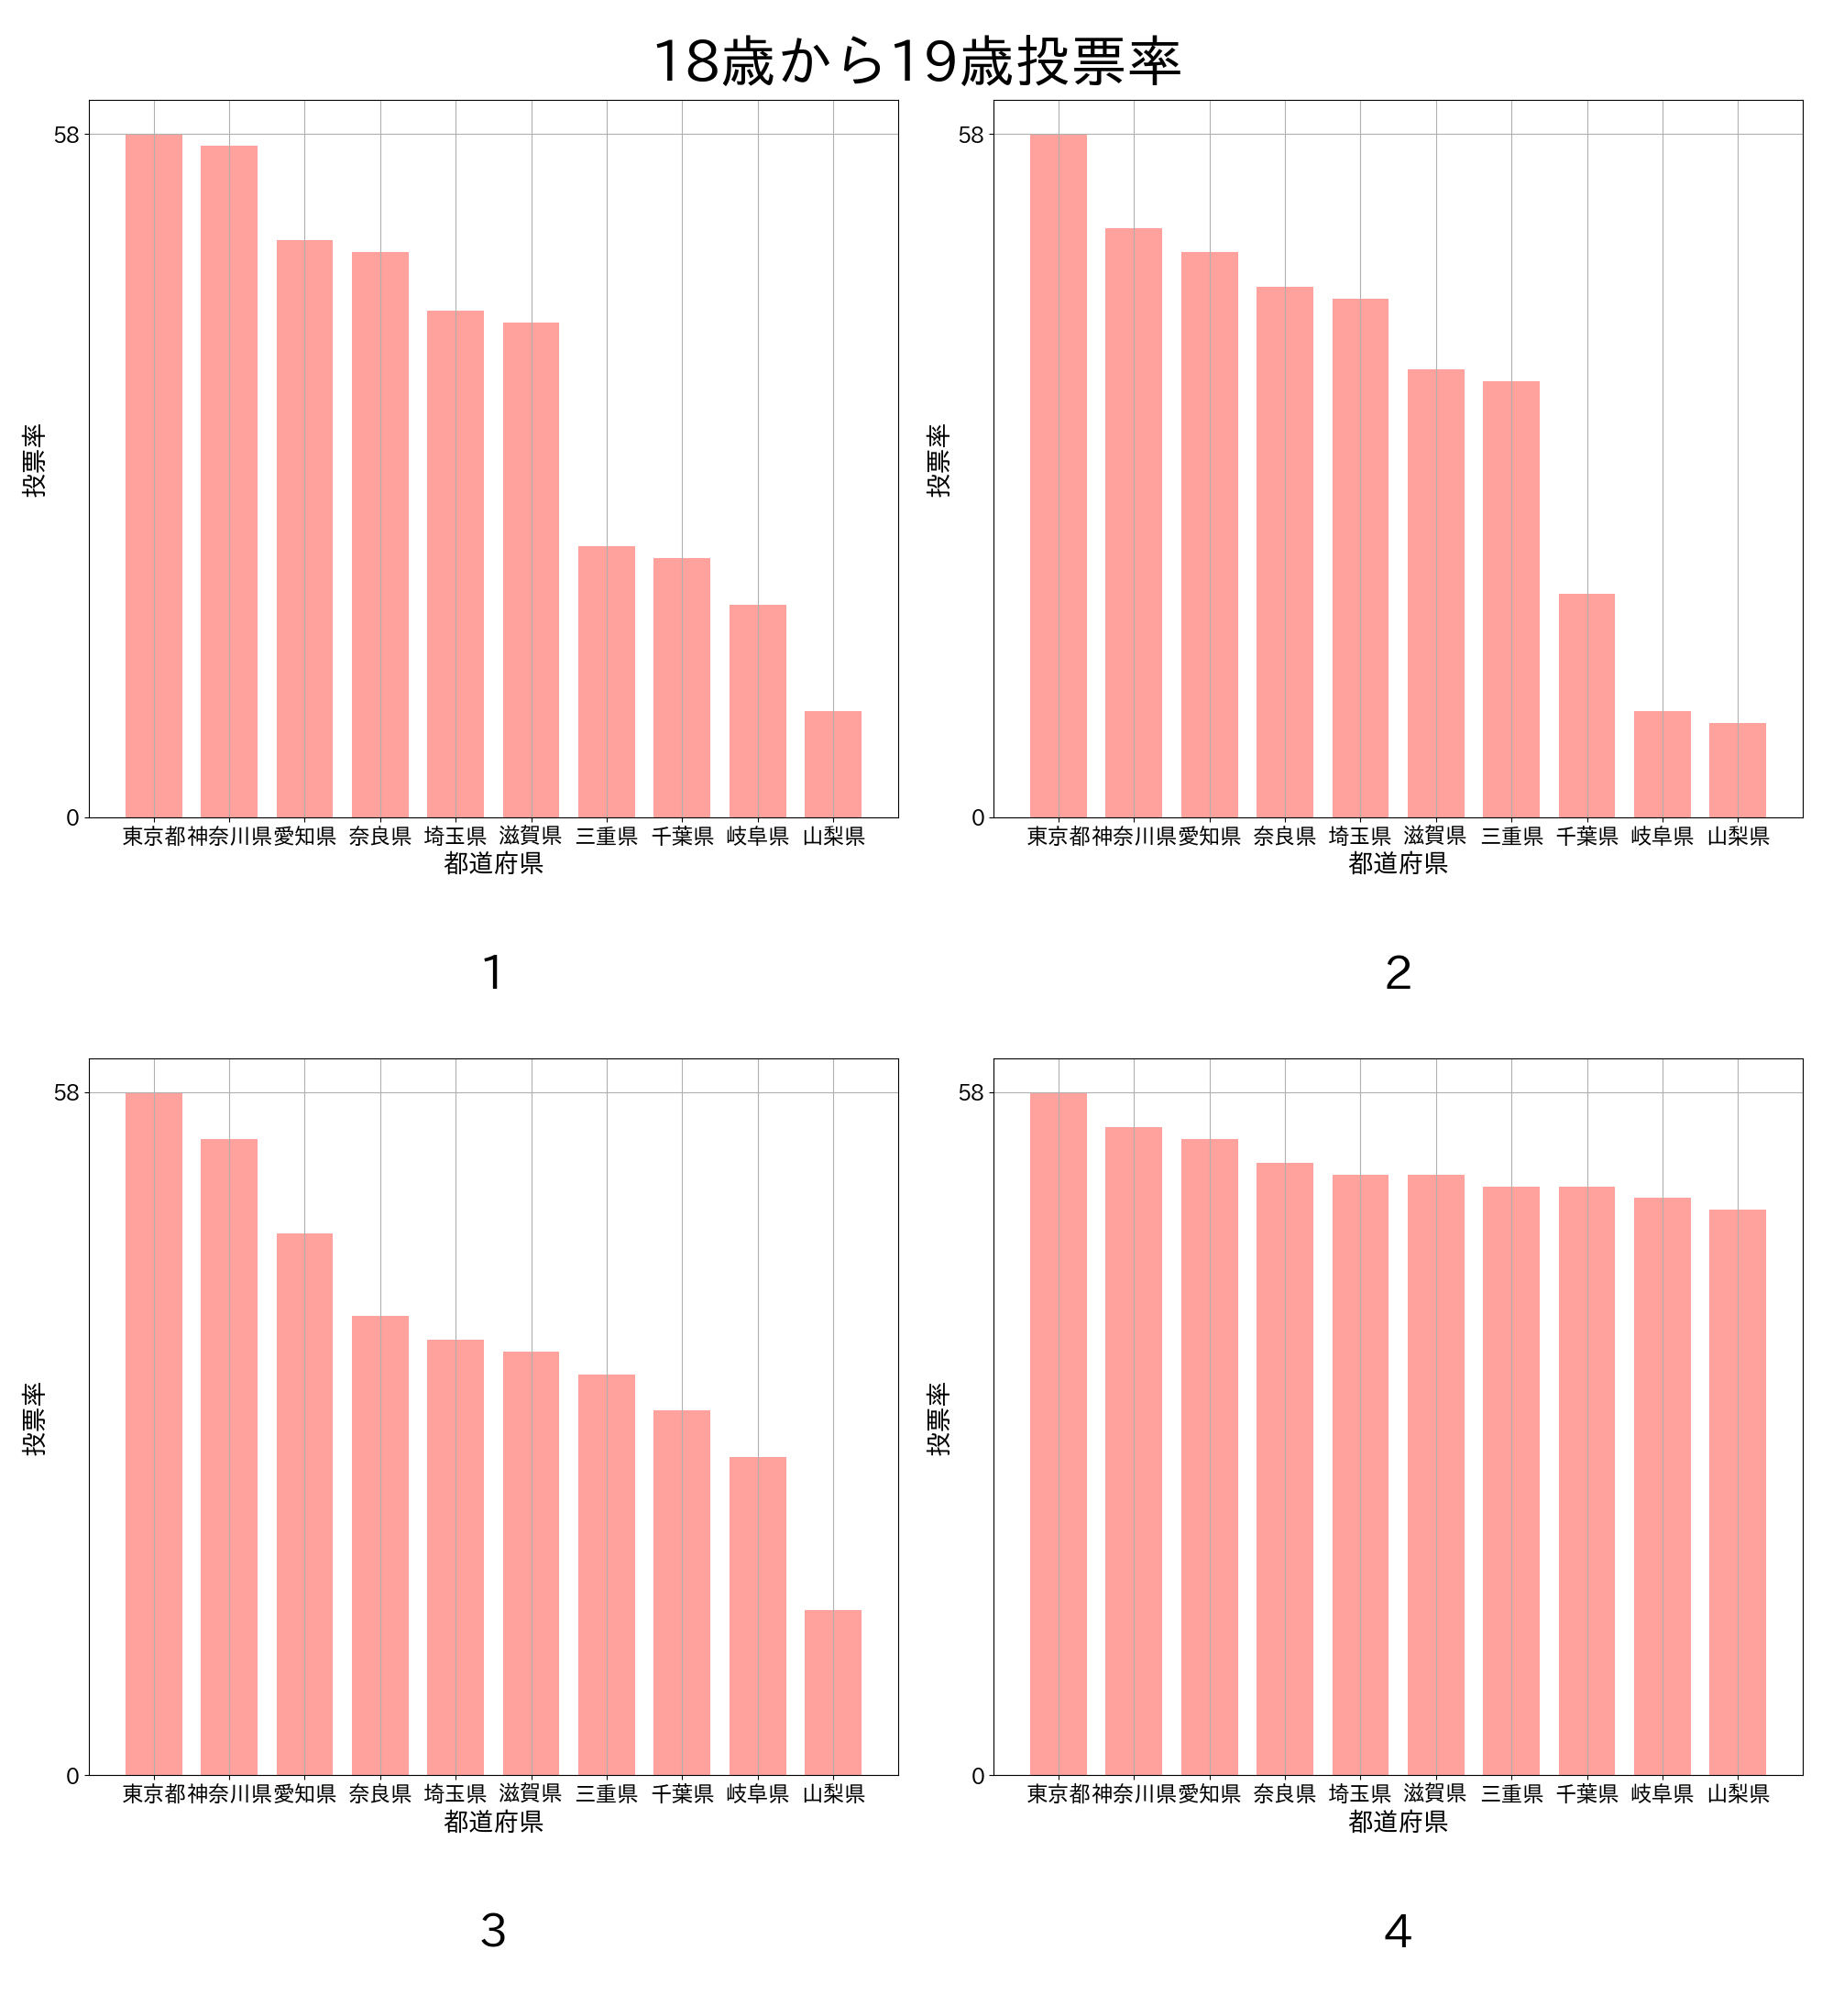 18歳から19歳投票率
58
0
投票率
東京都 神奈川県 愛知県 奈良県 埼玉県 滋賀県 三重県 千葉県 岐阜県 山梨県
都道府県
1
58
0
投票率
東京都 神奈川県 愛知県 奈良県 埼玉県 滋賀県 三重県 千葉県 岐阜県 山梨県
都道府県
2
58
0
投票率
東京都 神奈川県 愛知県 奈良県 埼玉県 滋賀県 三重県 千葉県 岐阜県 山梨県
都道府県
3
58
0
投票率
東京都 神奈川県 愛知県 奈良県 埼玉県 滋賀県 三重県 千葉県 岐阜県 山梨県
都道府県
4